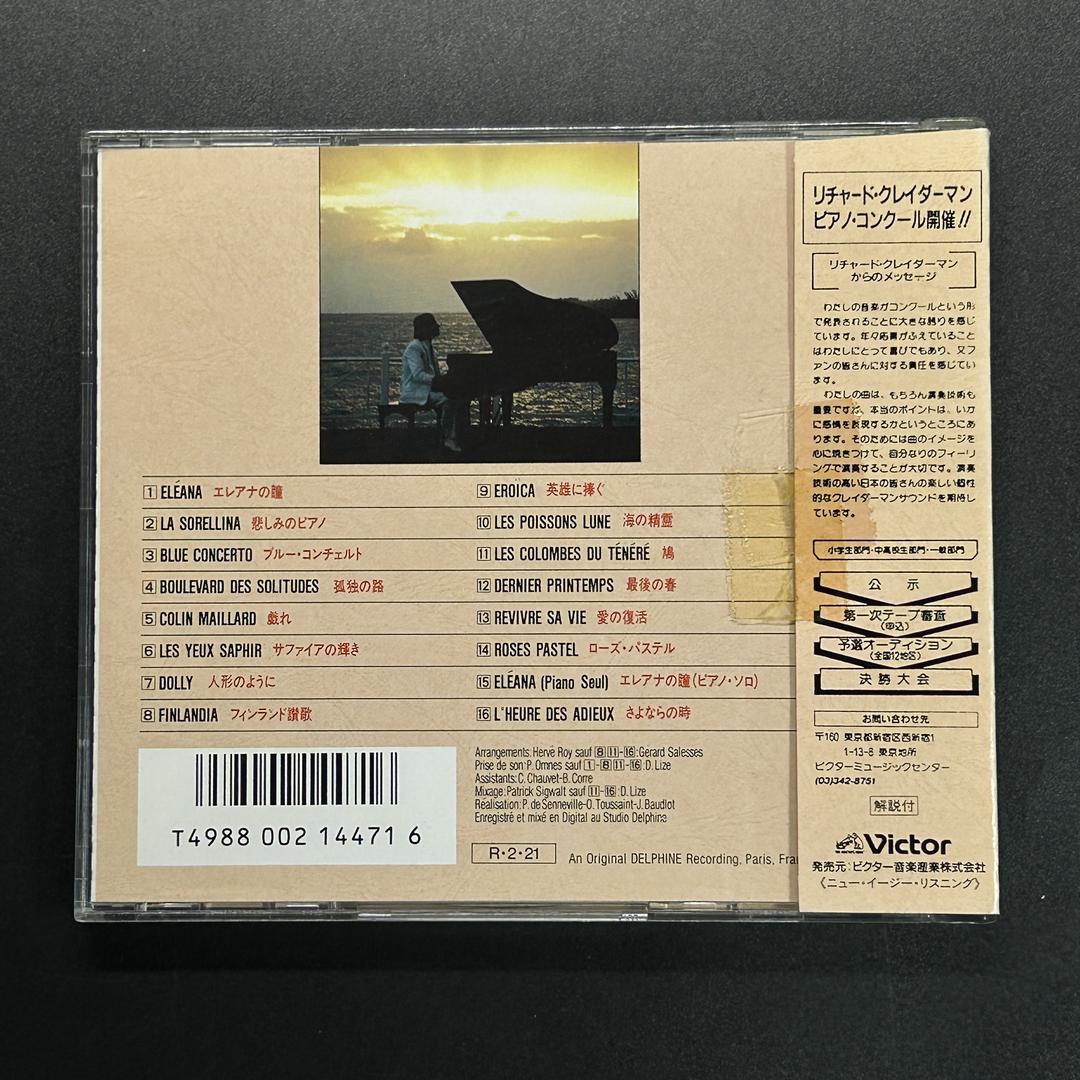 1 ELÉANA エレアナの瞳
2 LA SORELLINA 悲しみのピアノ
3 BLUE CONCERTO ブルー・コンチェルト
4 BOULEVARD DES SOLITUDES 孤独の路
5 COLIN MAILLARD 戯れ
6 LES YEUX SAPHIR サファイアの輝き
7 DOLLY 人形のように
8 FINLANDIA フィンランド讃歌
9 EROÏCA 英雄に捧ぐ
10 LES POISSONS LUNE 海の精霊
11 LES COLOMBES DU TÉNÉRÉ 鳩
12 DERNIER PRINTEMPS 最後の春
13 REVIVRE SA VIE 愛の復活
14 ROSES PASTEL ローズ・パステル
15 ELÉANA (Piano Seul) エレアナの瞳(ピアノ・ソロ)
16 L'HEURE DES ADIEUX さよならの時
T4988 002 14471 6
Arrangements: Hervé Roy sauf 8 11-16: Gerard Salesses
Prise de son: P. Omnes sauf 1-8 11-16: D. Lize
Assistants: C. Chauvet-B. Corre
Mixage: Patrick Sigwalt sauf 11-16: D. Lize
Réalisation: P. de Senneville-O. Toussaint-J. Baudlot
Enregistré et mixé en Digital au Studio Delphine
R・2・21
An Original DELPHINE Recording. Paris,
リチャード・クレイダーマン
ピアノ・コンクール開催!!
リチャード・クレイダーマン
からのメッセージ
わたしの音楽がコンクールという形
で発表されることに大きな誇りを感じ
ています。年々応募がふえていること
はわたしにとって喜びでもあり、又フ
ァンの皆さんに対する責任を感じてい
ます。
わたしの曲は、もちろん演奏技術も
重要ですが、本当のポイントは、いか
に感情を表現するかというところにあ
ります。そのためには曲のイメージを
心に焼きつけて、自分なりのフィーリ
ングで演奏することが大切です。演奏
技術の高い日本の皆さんの楽しい個性
的なクレイダーマンサウンドを期待し
ています。
小学生部門・中高校生部門・一般部門
公示
第一次テープ審査
(申込)
予選オーディション
(全国12地区)
決勝大会
お問い合わせ先
〒160 東京都新宿区西新宿1
1-13-8 東京地所
ビクターミュージックセンター
(03)342-8751
解説付
Victor
発売元:ビクター音楽産業株式会社
《ニュー・イージー・リスニング》